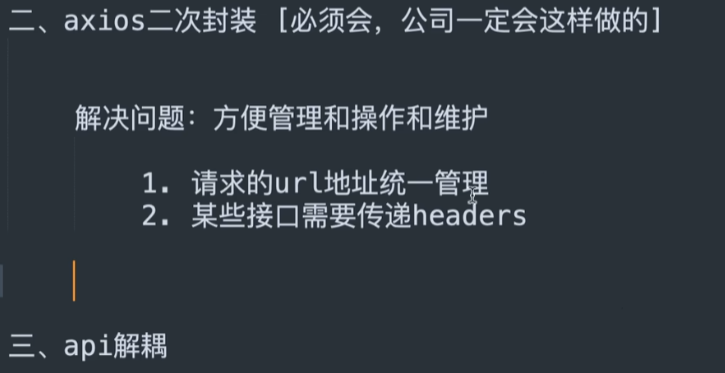 二、axios二次封装 [必须会, 公司一定会这样做的]
解决问题: 方便管理和操作和维护
1. 请求的url地址统一管理
2. 某些接口需要传递headers
三、api解耦